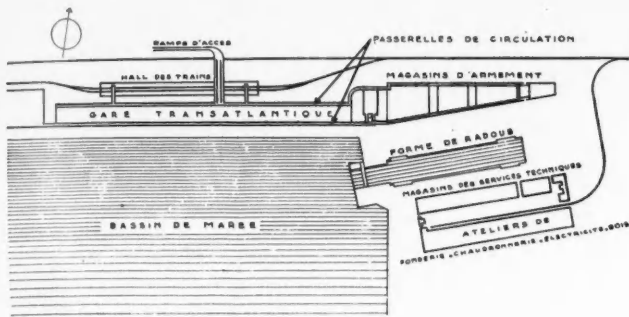 RAMPE D'ACCES
PASSERELLES DE CIRCULATION
HALL DES TRAINS
MAGASINS D'ARMEMENT
GARE TRANSATLANTIQUE
FORME DE RADOUB
MAGASINS DES SERVICES TECHNIQUES
BASSIN DE MAREE
ATELIERS DE
FONDERIE - CHAUDRONNERIE - ELECTRICITE - BOIS